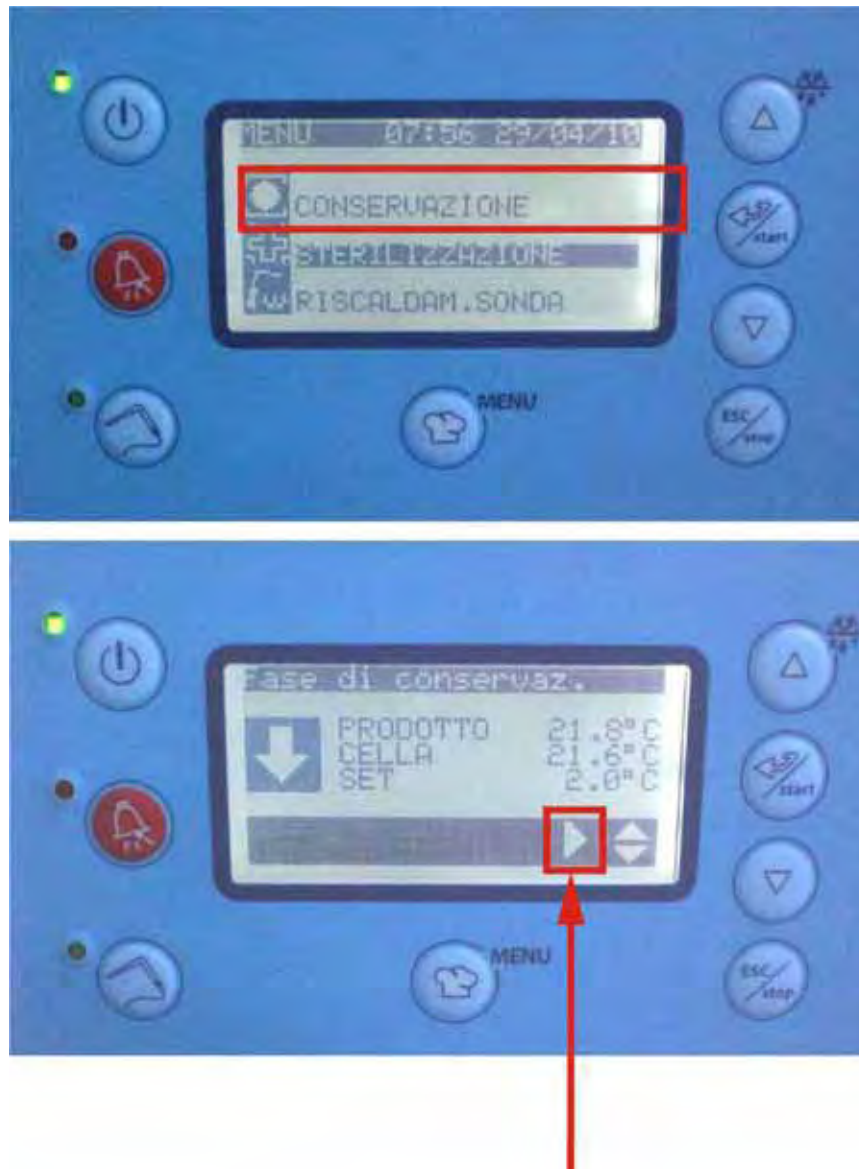 MENU 07:56 29/04/10
CONSERVAZIONE
STERILIZZAZIONE
RISCALDAM.SONDA
start
MENU
ESC/
stop
Fase di conservaz.
PRODOTTO 21.8°C
CELLA 21.6°C
SET 2.0°C
start
MENU
ESC/
stop